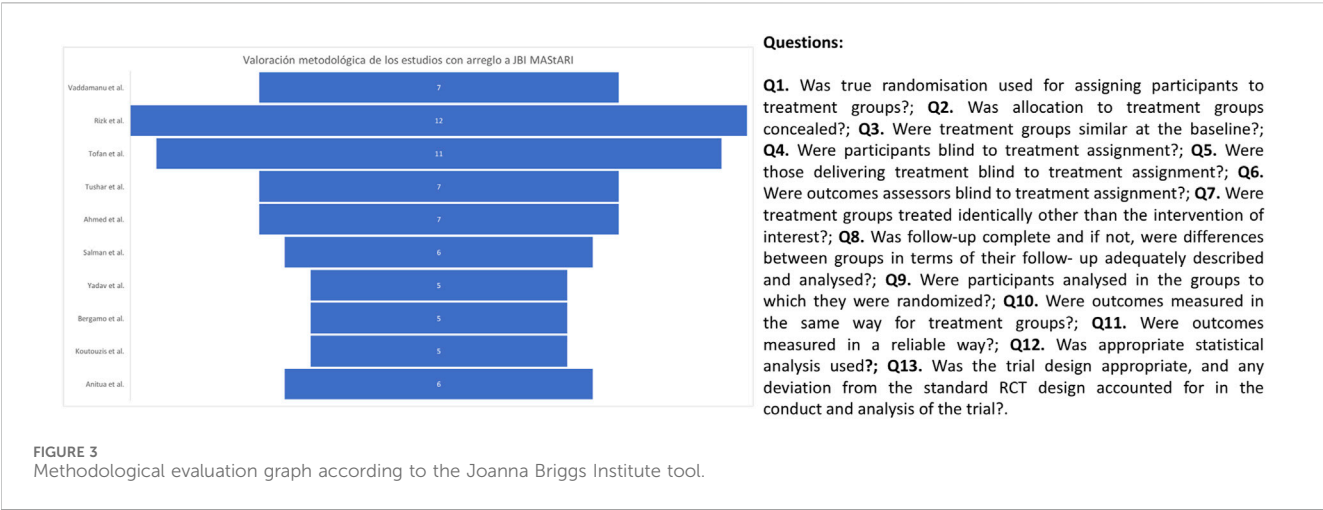 Valoración metodológica de los estudios con arreglo a JBI MAStARI
Vaddamanu et al.
7
Rizk et al.
12
Tofan et al.
11
Tushar et al.
7
Ahmed et al.
7
Salman et al.
6
Yadav et al.
5
Bergamo et al.
5
Koutouzis et al.
5
Anitua et al.
6
Questions:
Q1. Was true randomisation used for assigning participants to
treatment groups?; Q2. Was allocation to treatment groups
concealed?; Q3. Were treatment groups similar at the baseline?;
Q4. Were participants blind to treatment assignment?; Q5. Were
those delivering treatment blind to treatment assignment?; Q6.
Were outcomes assessors blind to treatment assignment?; Q7. Were
treatment groups treated identically other than the intervention of
interest?; Q8. Was follow-up complete and if not, were differences
between groups in terms of their follow- up adequately described
and analysed?; Q9. Were participants analysed in the groups to
which they were randomized?; Q10. Were outcomes measured in
the same way for treatment groups?; Q11. Were outcomes
measured in a reliable way?; Q12. Was appropriate statistical
analysis used?; Q13. Was the trial design appropriate, and any
deviation from the standard RCT design accounted for in the
conduct and analysis of the trial?.
FIGURE 3
Methodological evaluation graph according to the Joanna Briggs Institute tool.